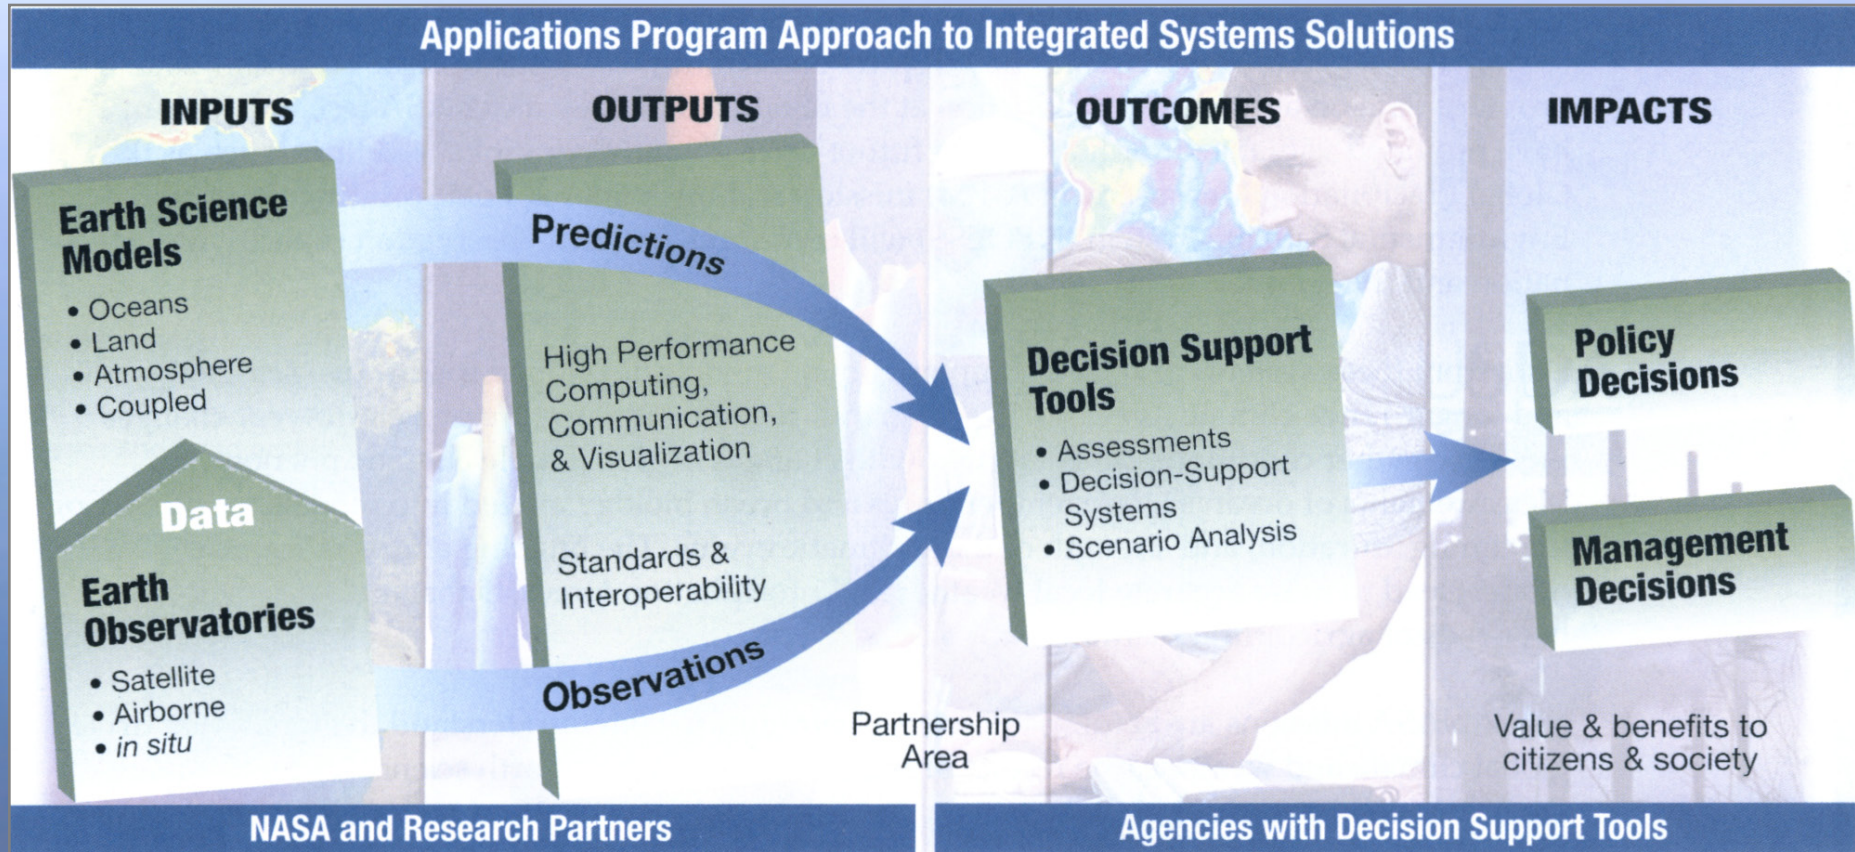 Applications Program Approach to Integrated Systems Solutions
INPUTS
Earth Science
Models
• Oceans
• Land
• Atmosphere
• Coupled
Data
Earth
Observatories
• Satellite
• Airborne
• in situ
OUTPUTS
Predictions
High Performance
Computing,
Communication,
& Visualization
Standards &
Interoperability
Observations
Partnership
Area
OUTCOMES
Decision Support
Tools
• Assessments
• Decision-Support
Systems
• Scenario Analysis
IMPACTS
Policy
Decisions
Management
Decisions
Value & benefits to
citizens & society
NASA and Research Partners
Agencies with Decision Support Tools